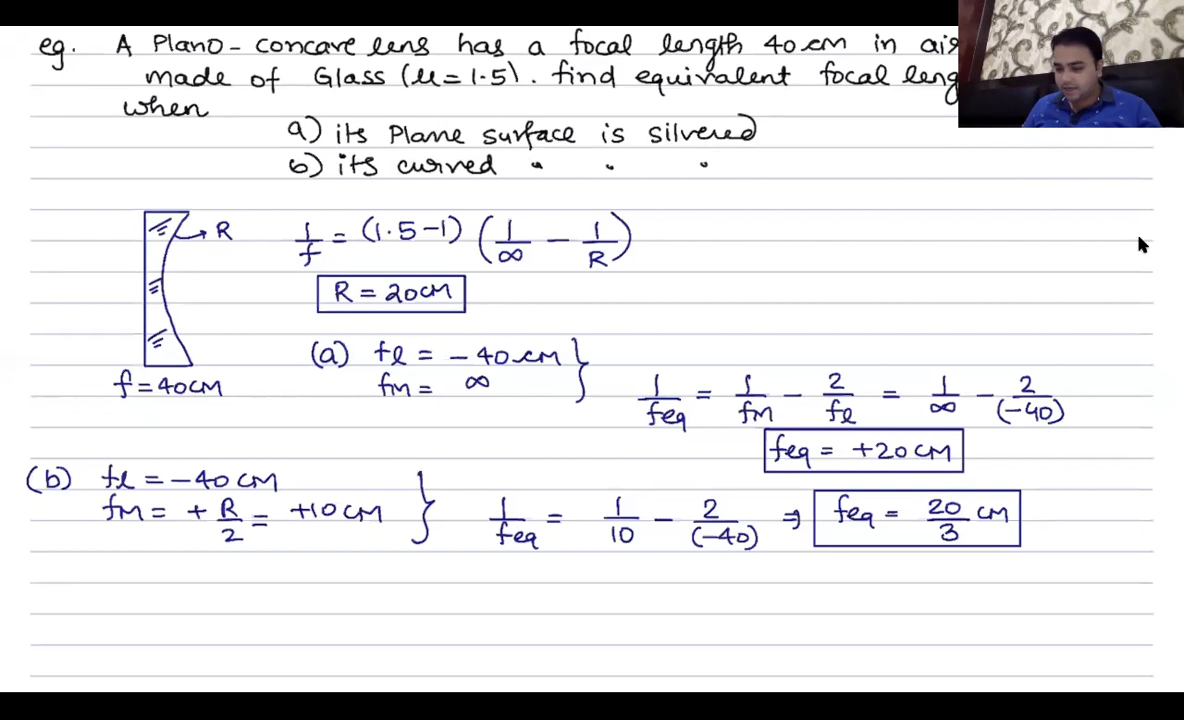 eg. A Plano-concave lens has a focal length 40cm in air
made of Glass (μ=1.5). find equivalent focal leng
when
a) its Plane surface is silvered
b) its curved " " "
R
1/f = (1.5-1) (1/∞ - 1/R)
R = 20cm
(a) fl = -40cm
fm = ∞
f=40cm
1/feq = 1/fm - 2/fl = 1/∞ - 2/(-40)
feq = +20cm
(b) fl = -40cm
fm = +R/2 = +10cm
1/feq = 1/10 - 2/(-40) ⇒ feq = 20/3 cm